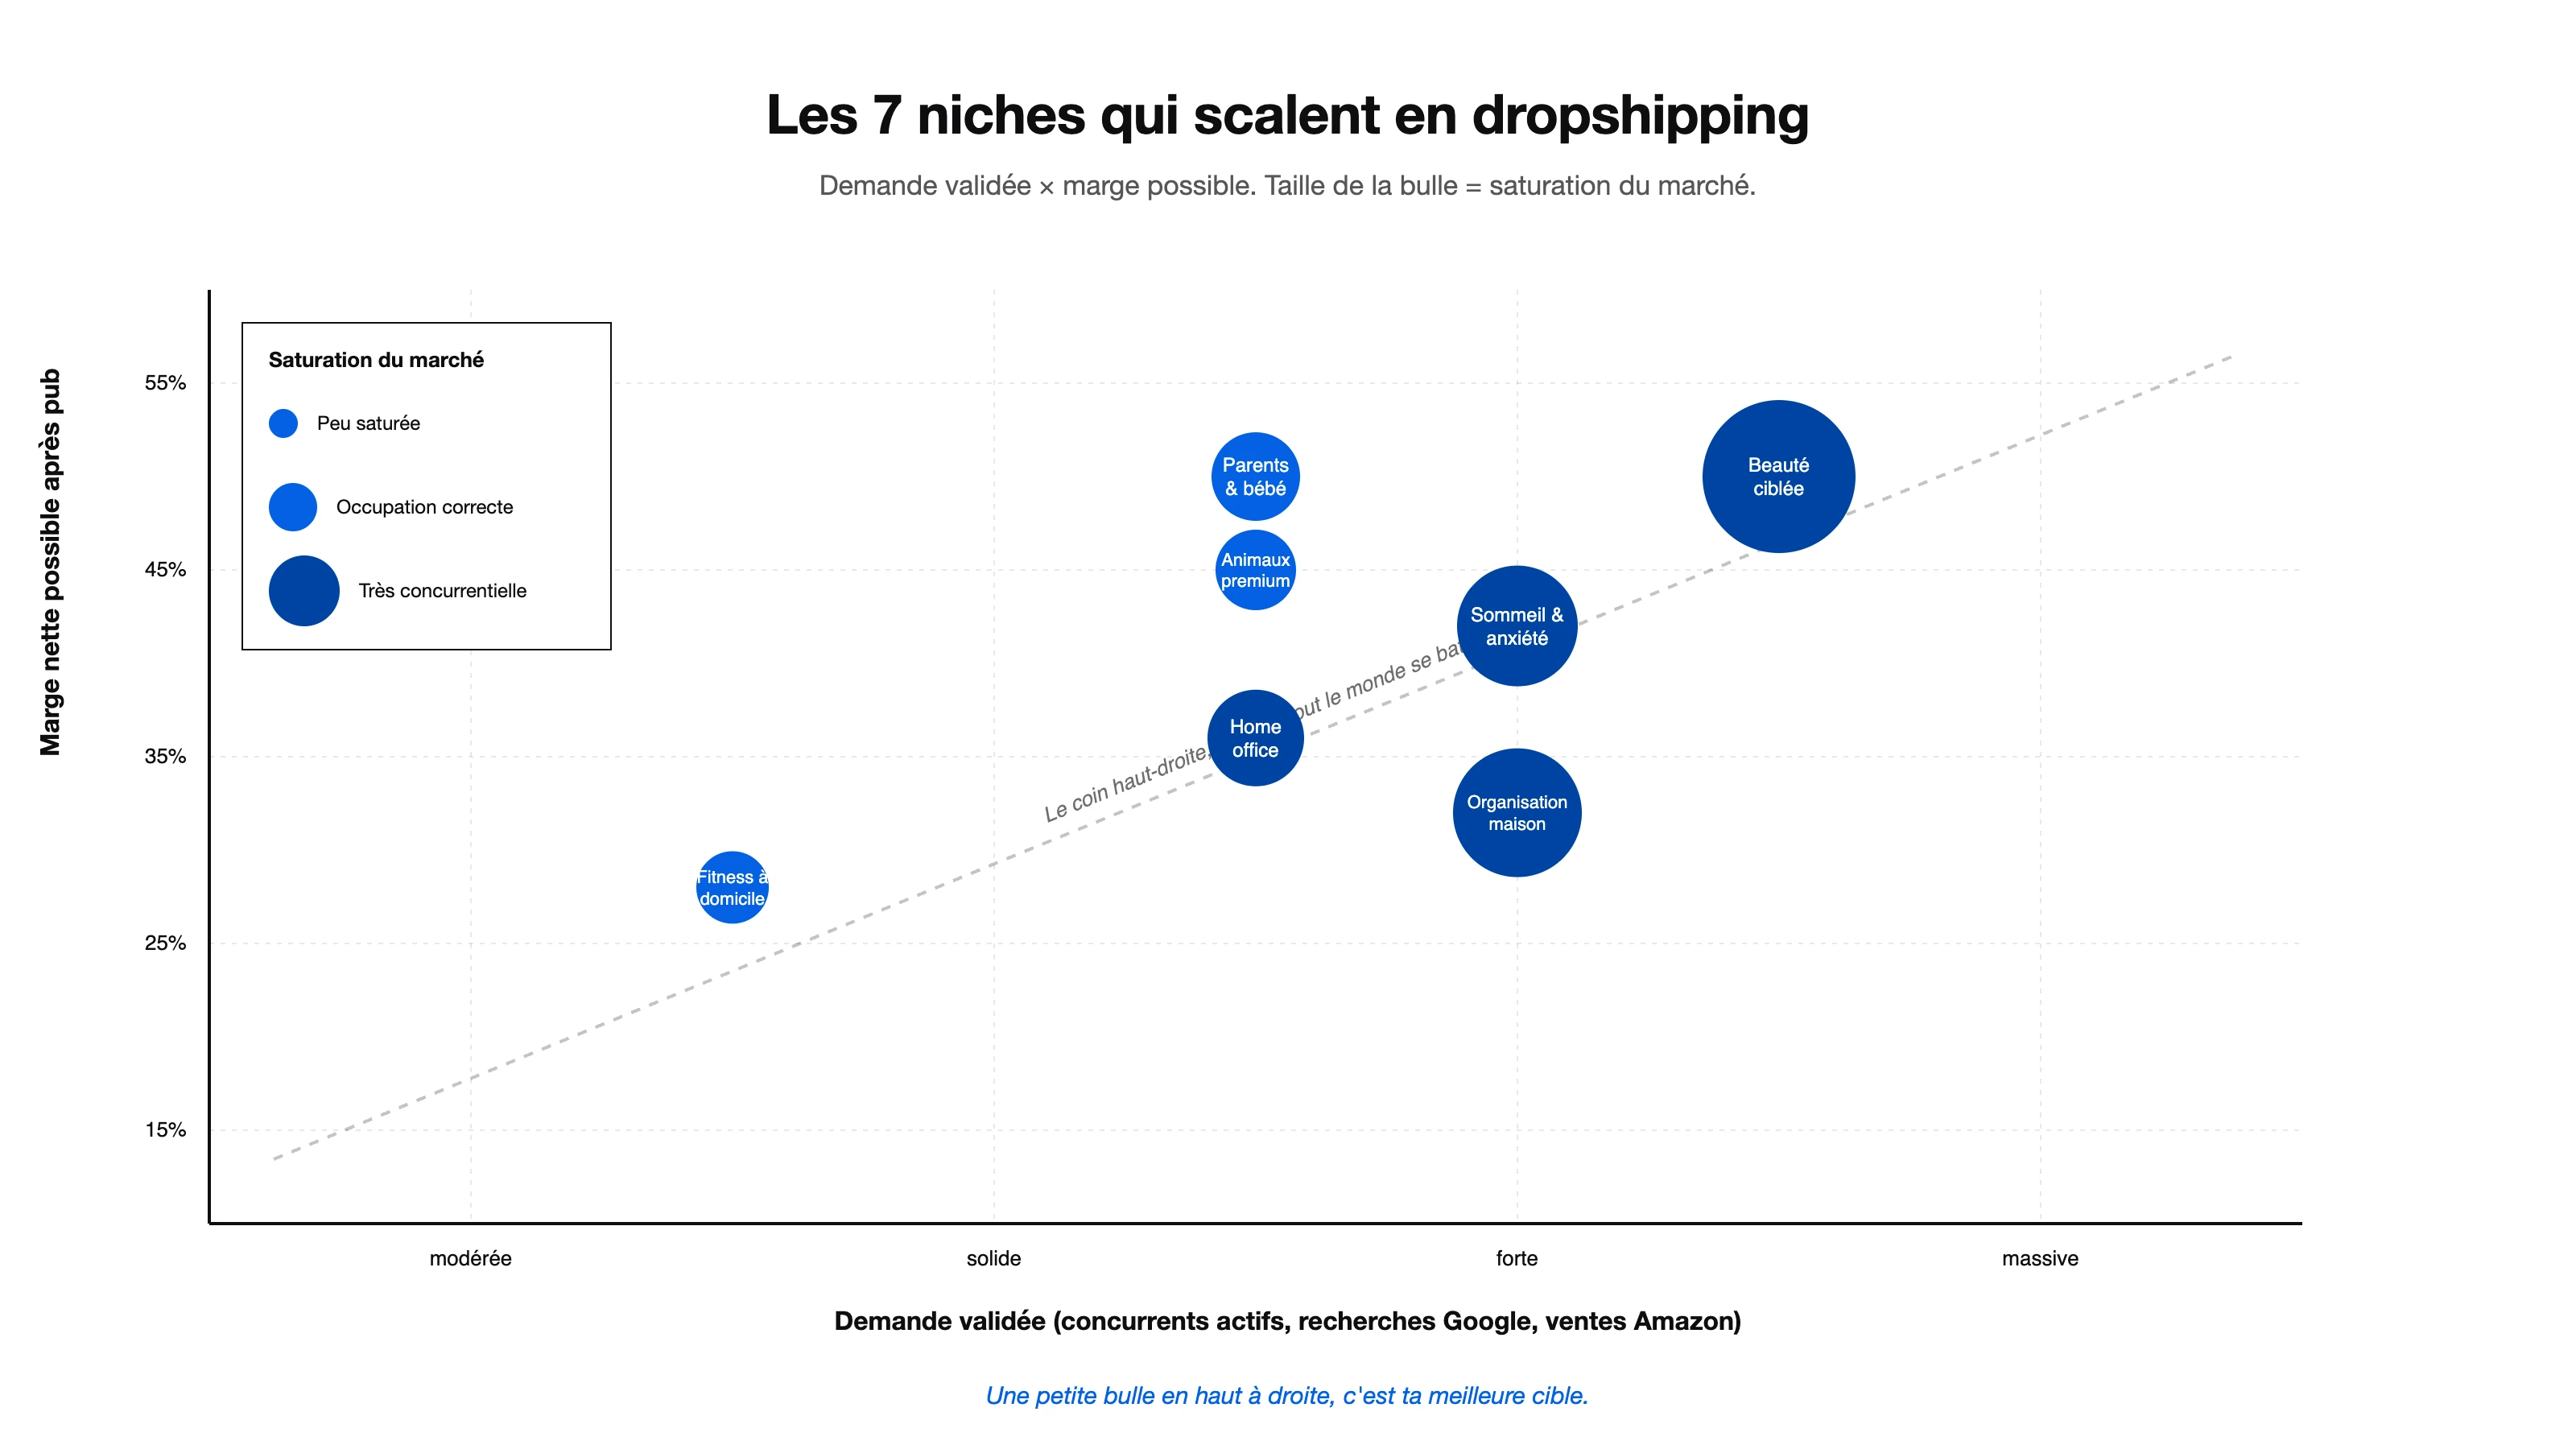 Les 7 niches qui scalent en dropshipping
Demande validée × marge possible. Taille de la bulle = saturation du marché.
Marge nette possible après pub
Saturation du marché
Peu saturée
Occupation correcte
Très concurrentielle
55%
45%
35%
25%
15%
Parents
& bébé
Animaux
premium
Beauté
ciblée
Sommeil &
anxiété
Le coin haut-droite,
le monde se
Home
office
Organisation
maison
Fitness à
domicile
modérée
solide
forte
massive
Demande validée (concurrents actifs, recherches Google, ventes Amazon)
Une petite bulle en haut à droite, c'est ta meilleure cible.